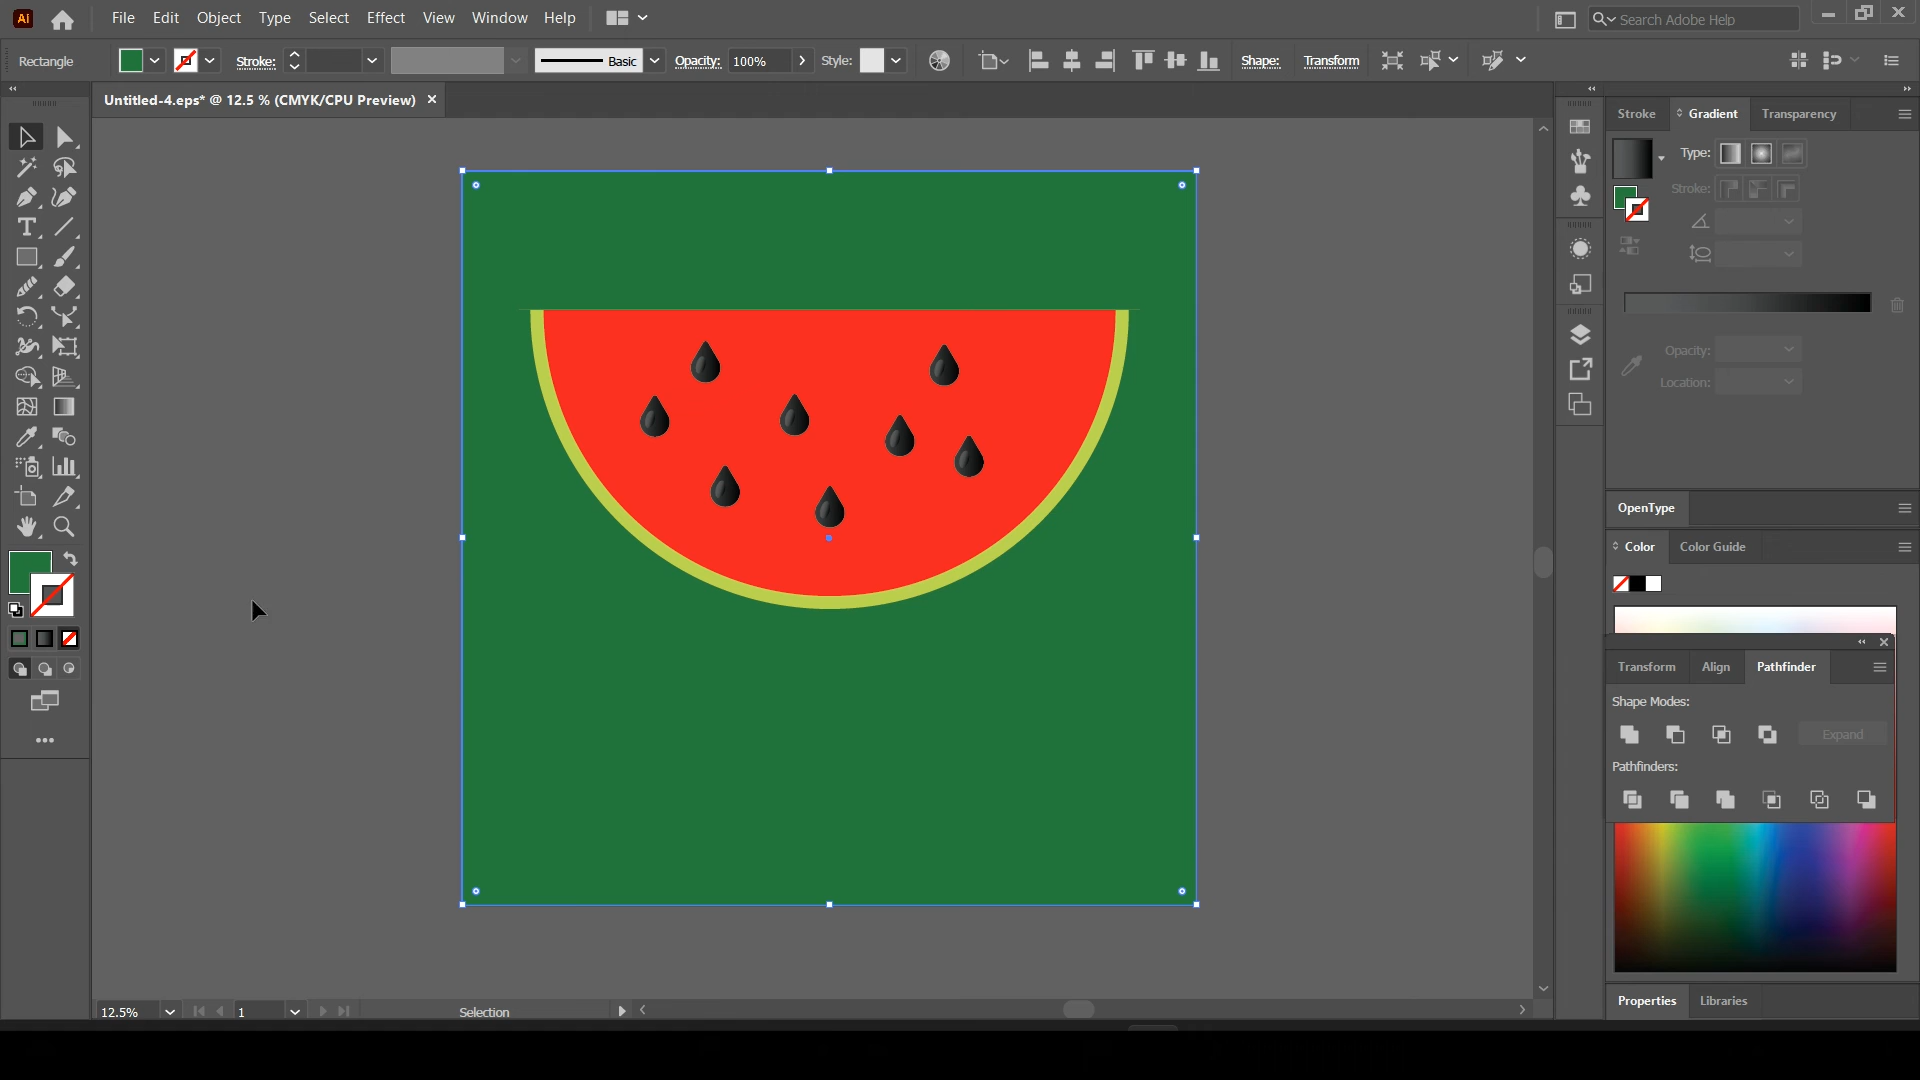 Ai File Edit Object Type Select Effect View Window Help Search Adobe Help
Rectangle Stroke: Basic Opacity: 100% Style: Shape: Transform
Untitled-4.eps* @ 12.5 % (CMYK/CPU Preview)
Stroke Gradient Transparency
Type:
Stroke:
Opacity:
Location:
OpenType
Color Color Guide
Transform Align Pathfinder
Shape Modes:
Expand
Pathfinders:
Properties Libraries
12.5% 1 Selection